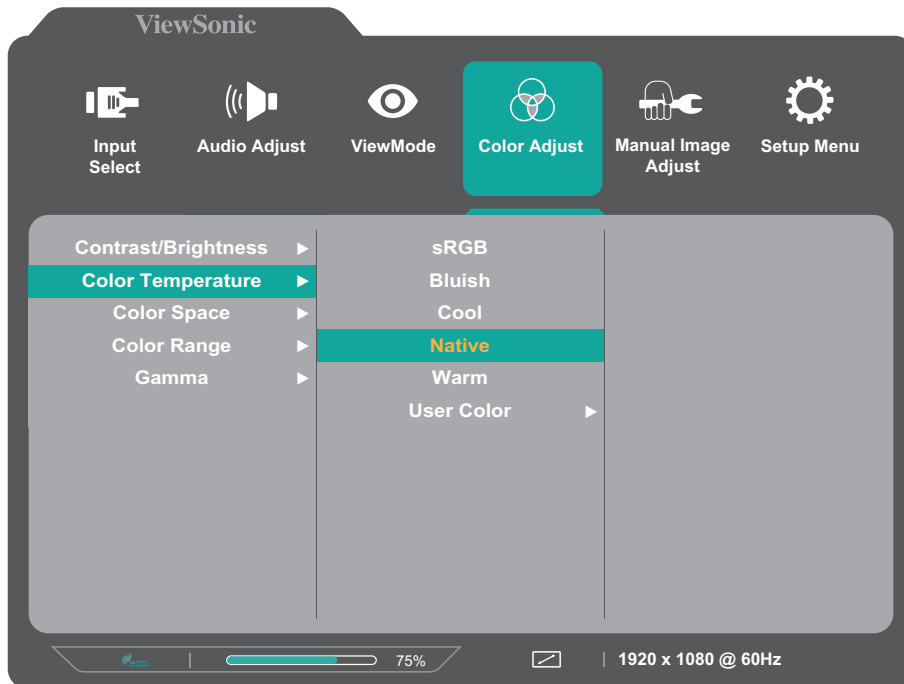 ViewSonic
Input Select
Audio Adjust
ViewMode
Color Adjust
Manual Image Adjust
Setup Menu
Contrast/Brightness ▶
Color Temperature ▶
Color Space ▶
Color Range ▶
Gamma ▶
sRGB
Bluish
Cool
Native
Warm
User Color ▶
eco
75%
1920 x 1080 @ 60Hz